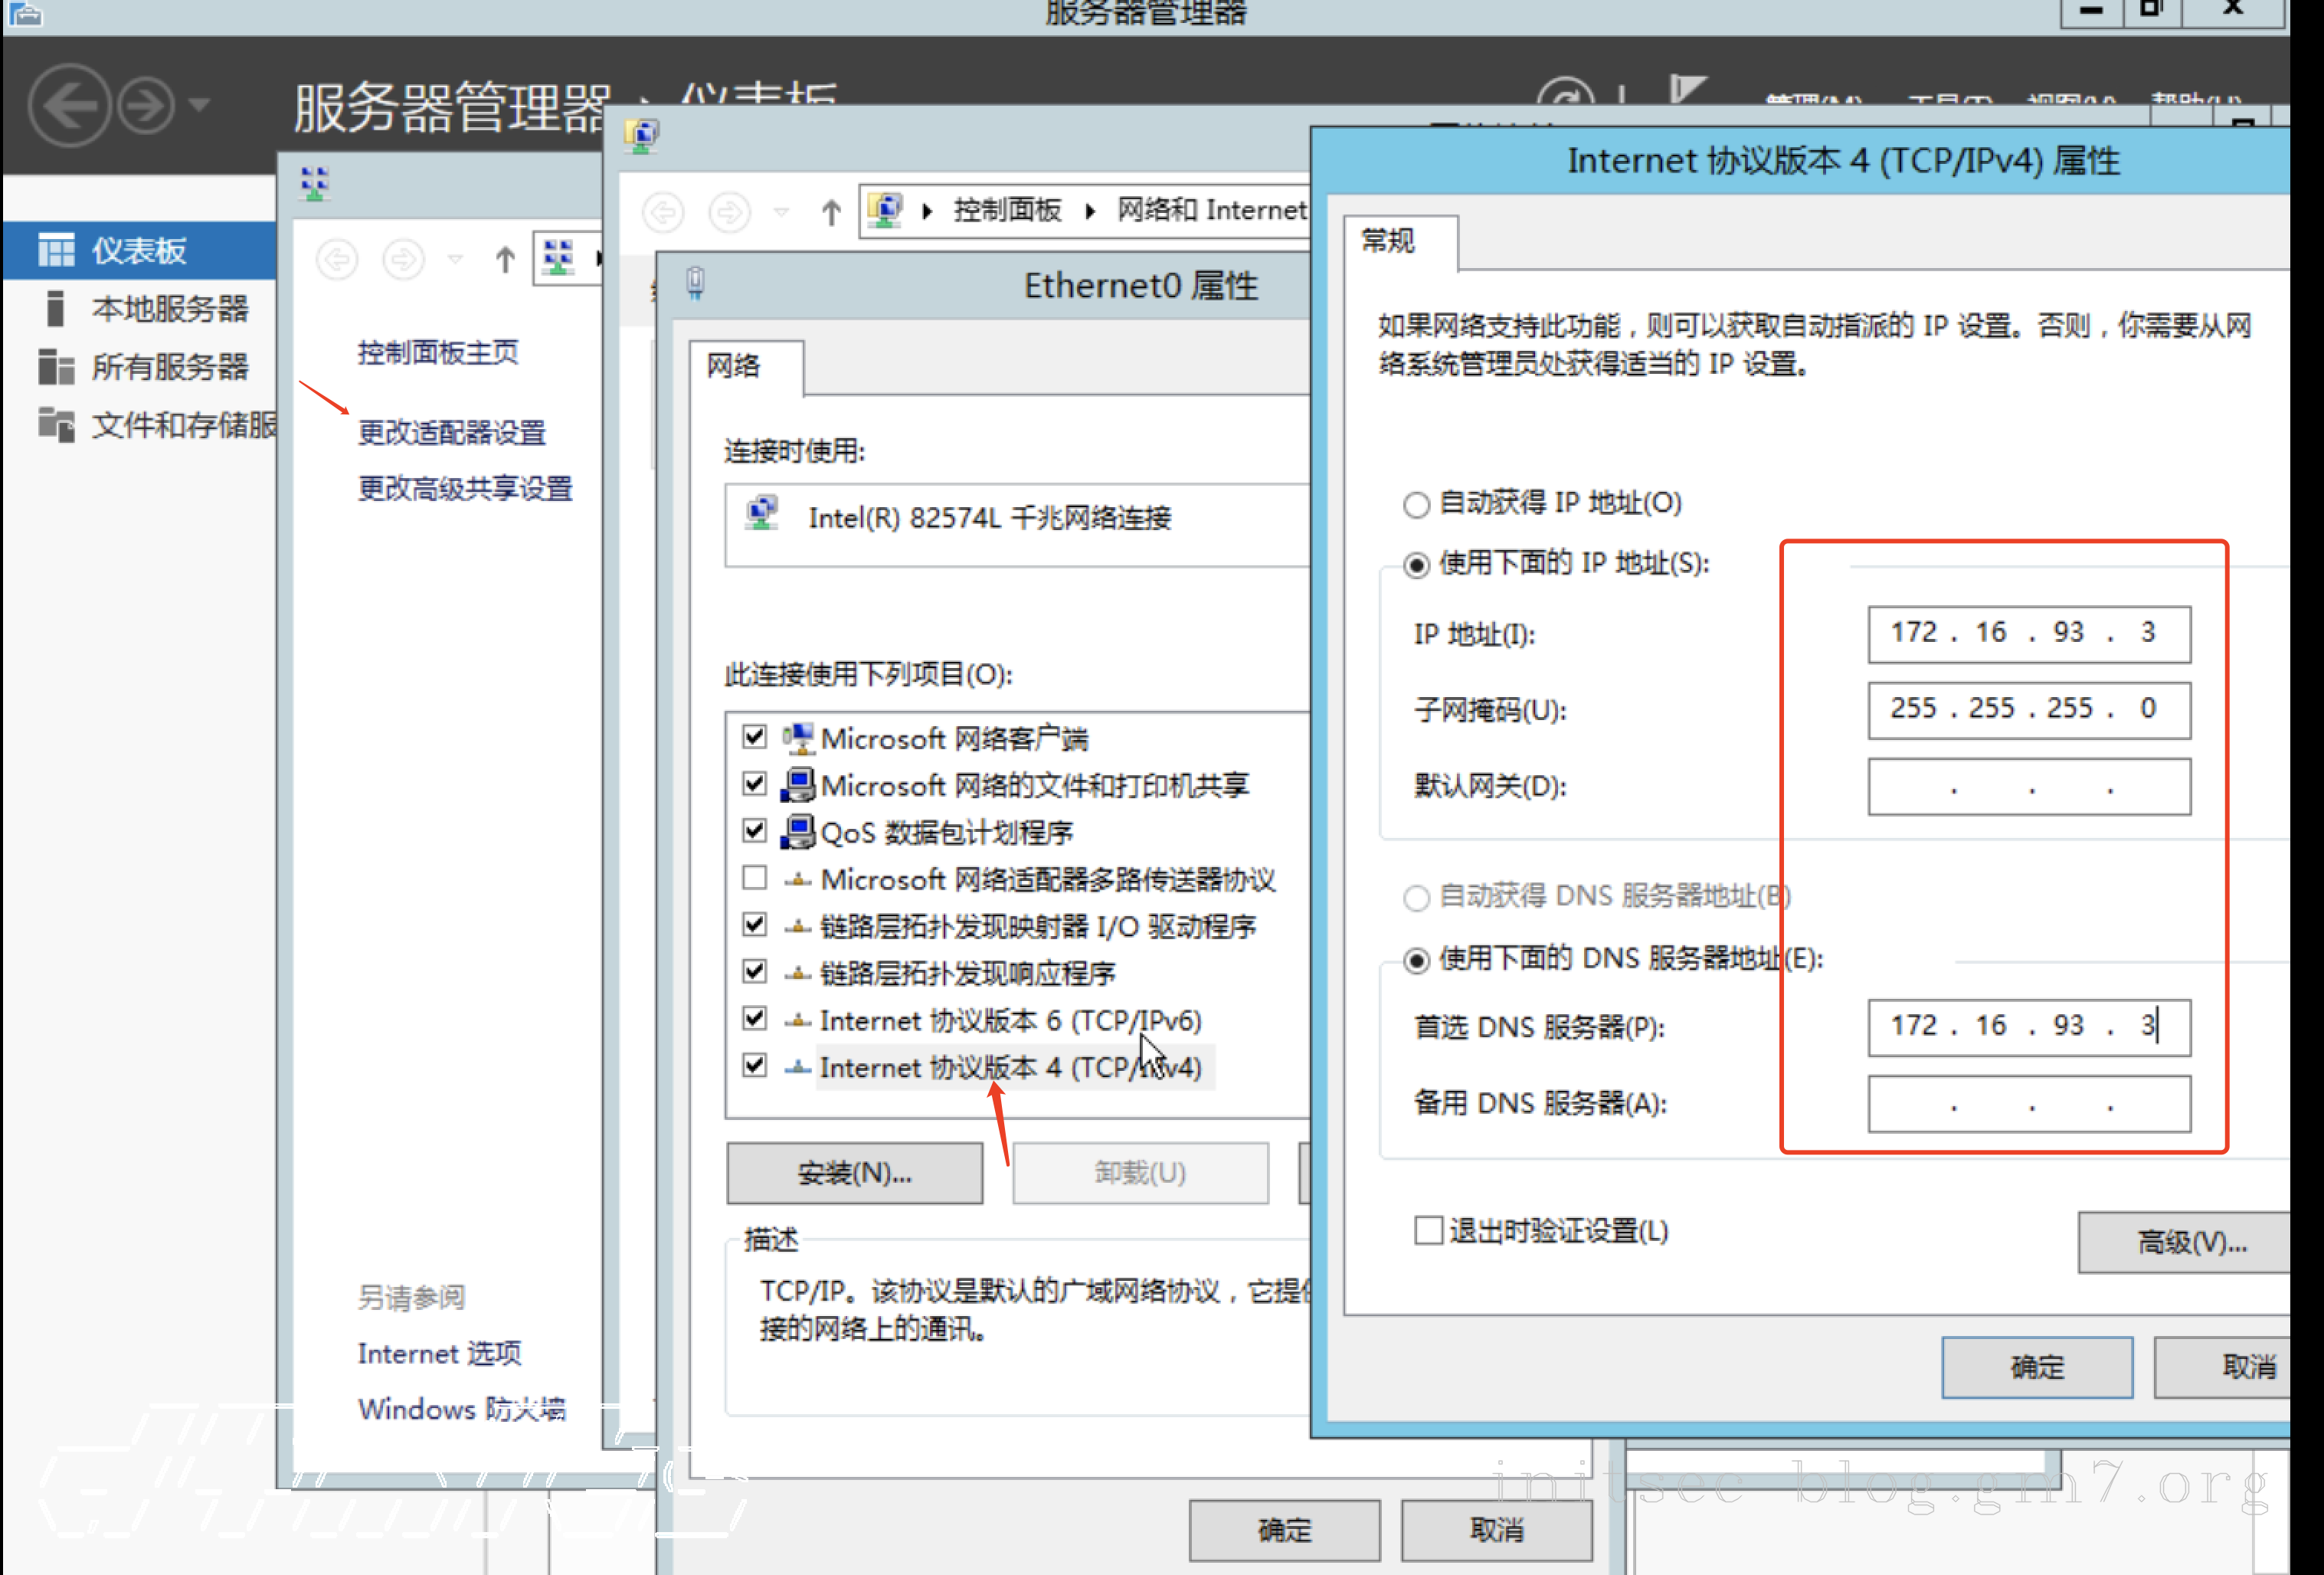 服务器管理器
服务器管理器 · 仪表板
管理(M) 工具(T) 视图(V) 帮助(H)
仪表板
本地服务器
所有服务器
文件和存储服
控制面板主页
更改适配器设置
更改高级共享设置
另请参阅
Internet 选项
Windows 防火墙
控制面板 ▸ 网络和 Internet
Ethernet0 属性
网络
连接时使用:
Intel(R) 82574L 千兆网络连接
此连接使用下列项目(O):
Microsoft 网络客户端
Microsoft 网络的文件和打印机共享
QoS 数据包计划程序
Microsoft 网络适配器多路传送器协议
链路层拓扑发现映射器 I/O 驱动程序
链路层拓扑发现响应程序
Internet 协议版本 6 (TCP/IPv6)
Internet 协议版本 4 (TCP/IPv4)
安装(N)...
卸载(U)
描述
TCP/IP。该协议是默认的广域网络协议，它提供
接的网络上的通讯。
确定
取消
Internet 协议版本 4 (TCP/IPv4) 属性
常规
如果网络支持此功能，则可以获取自动指派的 IP 设置。否则，你需要从网
络系统管理员处获得适当的 IP 设置。
自动获得 IP 地址(O)
使用下面的 IP 地址(S):
IP 地址(I):
172 . 16 . 93 . 3
子网掩码(U):
255 . 255 . 255 . 0
默认网关(D):
. . .
自动获得 DNS 服务器地址(B)
使用下面的 DNS 服务器地址(E):
首选 DNS 服务器(P):
172 . 16 . 93 . 3
备用 DNS 服务器(A):
. . .
退出时验证设置(L)
高级(V)...
确定
取消
initsec blog.gm7.org